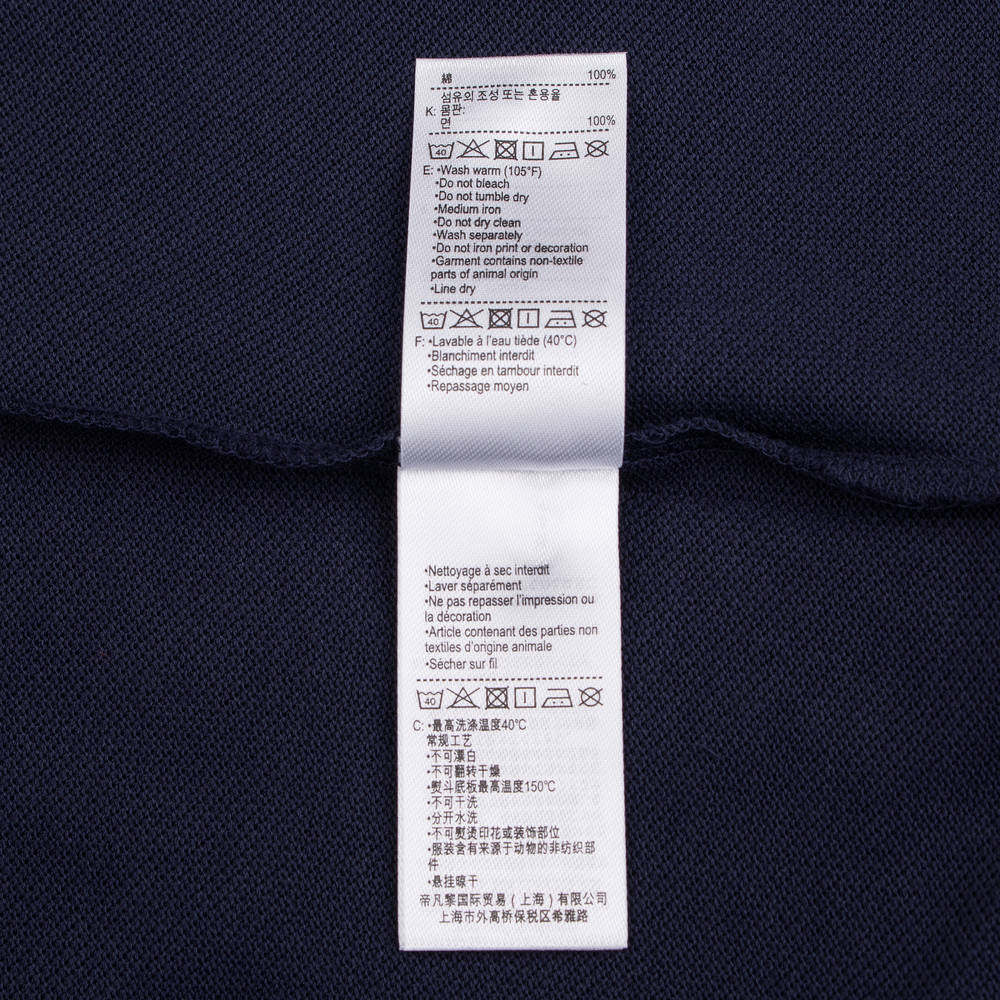 綿 100%
섬유의 조성 또는 혼용율
K: 몸판:
면 100%
40
E: •Wash warm (105°F)
•Do not bleach
•Do not tumble dry
•Medium iron
•Do not dry clean
•Wash separately
•Do not iron print or decoration
•Garment contains non-textile
parts of animal origin
•Line dry
40
F: •Lavable à l'eau tiède (40°C)
•Blanchiment interdit
•Séchage en tambour interdit
•Repassage moyen
•Nettoyage à sec interdit
•Laver séparément
•Ne pas repasser l'impression ou
la décoration
•Article contenant des parties non
textiles d'origine animale
•Sécher sur fil
40
C: •最高洗涤温度40°C
常规工艺
•不可漂白
•不可翻转干燥
•熨斗底板最高温度150°C
•不可干洗
•分开水洗
•不可熨烫印花或装饰部位
•服装含有来源于动物的非纺织部
件
•悬挂晾干
帝凡黎国际贸易（上海）有限公司
上海市外高桥保税区希雅路